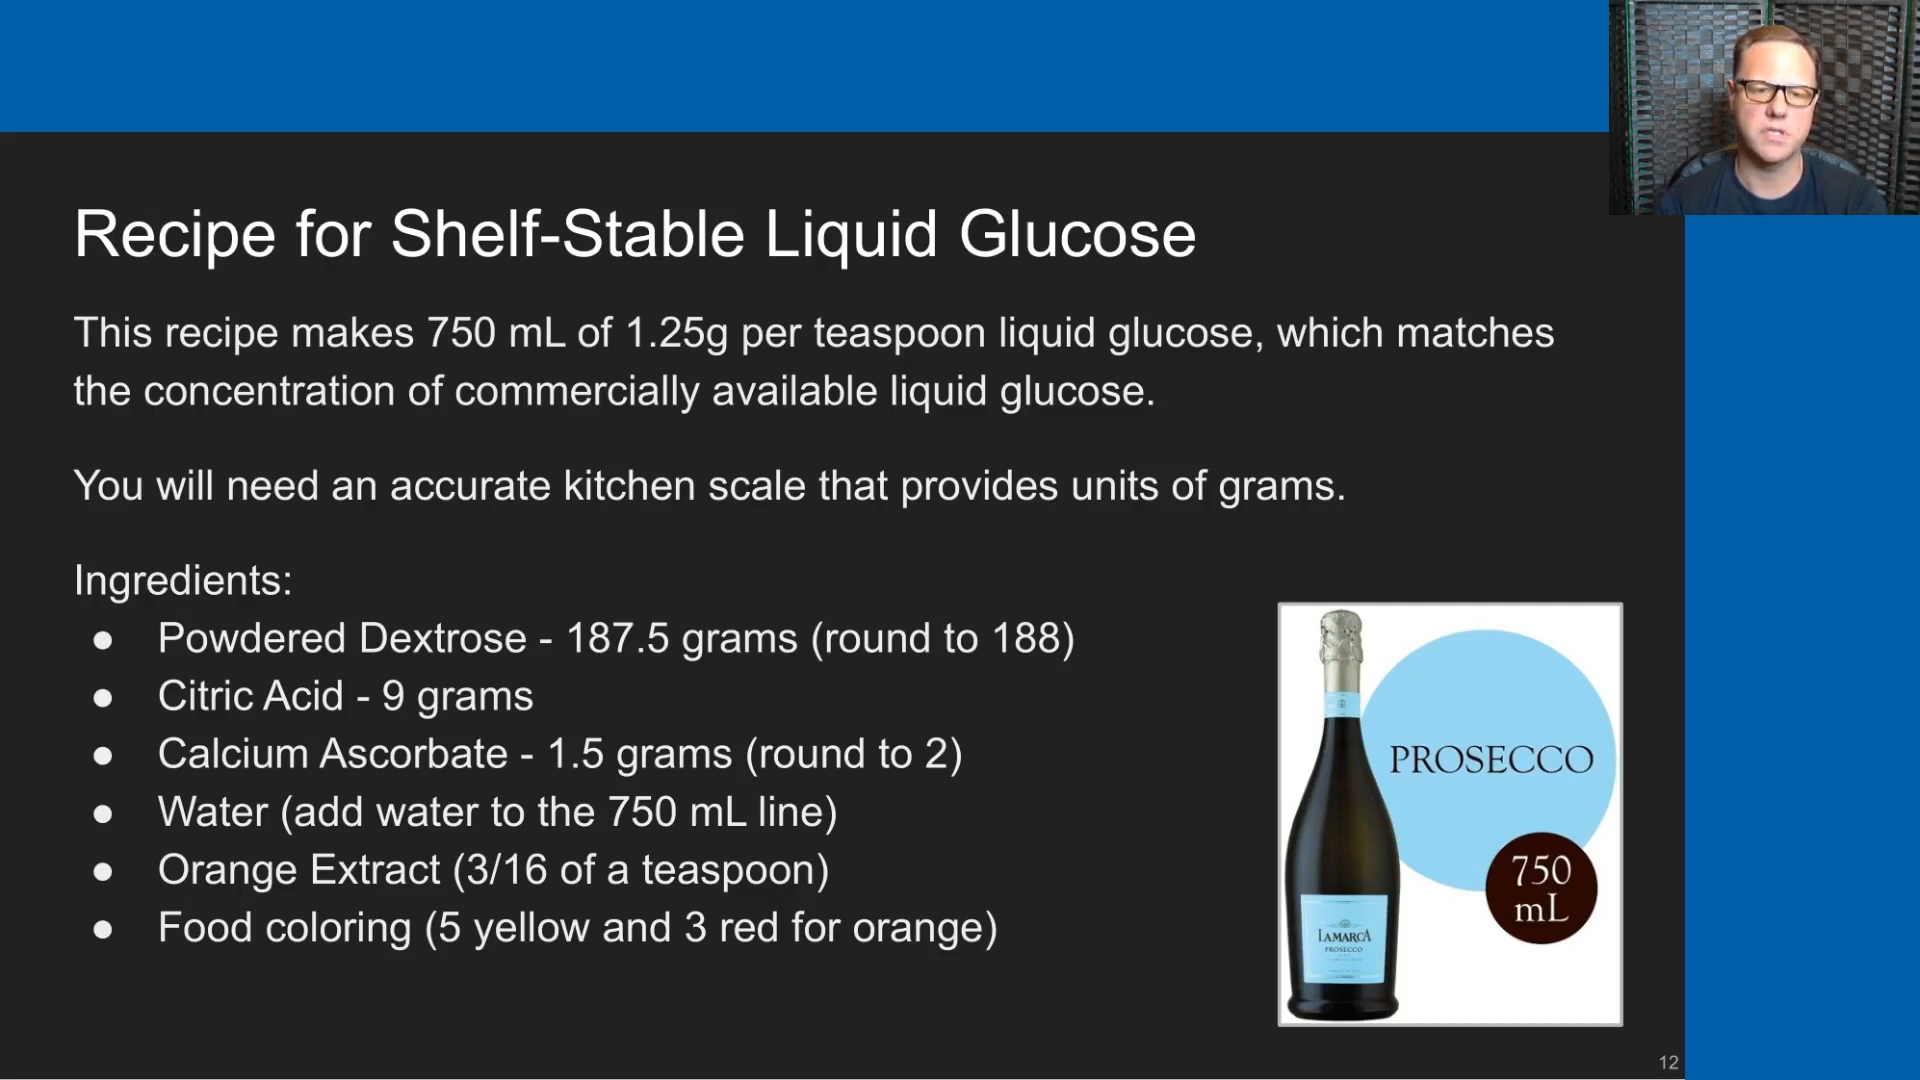 Recipe for Shelf-Stable Liquid Glucose
This recipe makes 750 mL of 1.25g per teaspoon liquid glucose, which matches
the concentration of commercially available liquid glucose.
You will need an accurate kitchen scale that provides units of grams.
Ingredients:
● Powdered Dextrose - 187.5 grams (round to 188)
● Citric Acid - 9 grams
● Calcium Ascorbate - 1.5 grams (round to 2)
● Water (add water to the 750 mL line)
● Orange Extract (3/16 of a teaspoon)
● Food coloring (5 yellow and 3 red for orange)
PROSECCO
750
mL
LAMARCA
PROSECCO
12